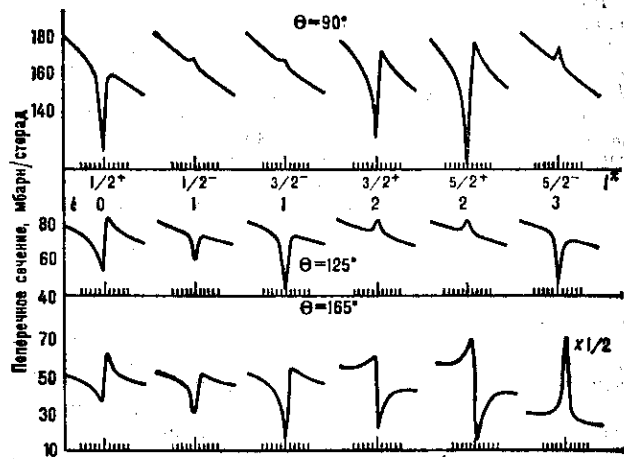 Поперечное сечение, мбарн/стерад
180
160
140
Θ=90°
1/2+ 1/2- 3/2- 3/2+ 5/2+ 5/2- I*
ℓ 0 1 1 2 2 3
80
60
40
Θ=125°
Θ=165°
70
50
30
10
x1/2